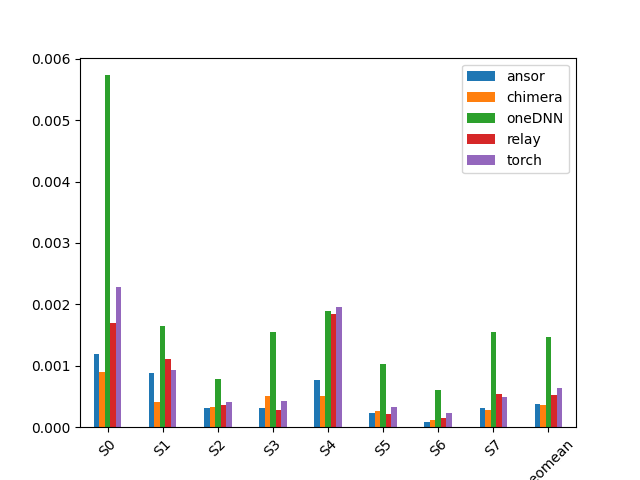 0.006
0.005
0.004
0.003
0.002
0.001
0.000
ansor
chimera
oneDNN
relay
torch
S0
S1
S2
S3
S4
S5
S6
S7
eomean